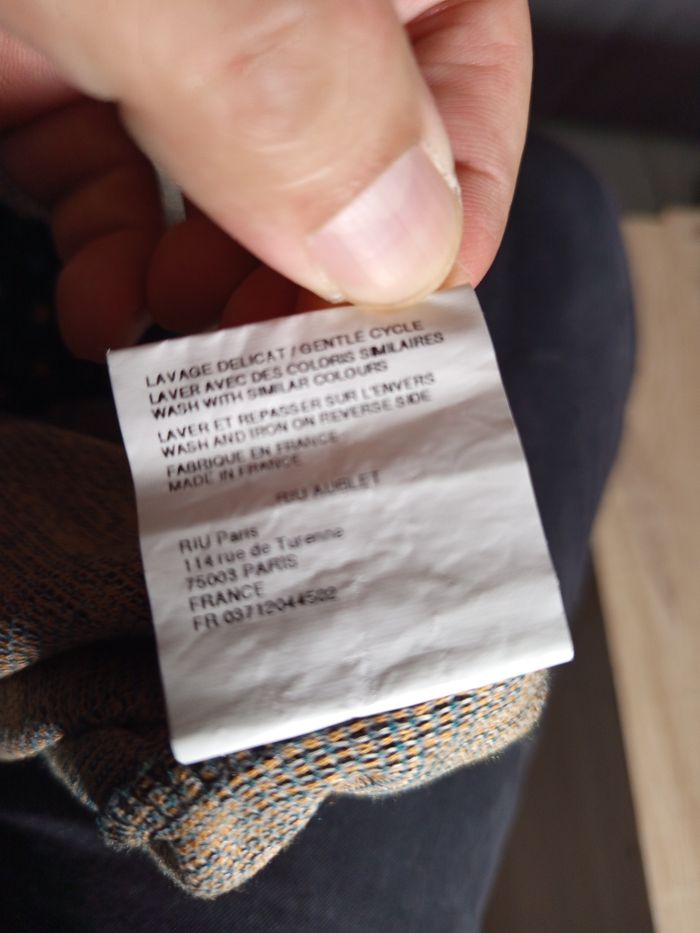 LAVAGE DELICAT / GENTLE CYCLE
LAVER AVEC DES COLORIS SIMILAIRES
WASH WITH SIMILAR COLOURS
LAVER ET REPASSER SUR L'ENVERS
WASH AND IRON ON REVERSE SIDE
FABRIQUE EN FRANCE
MADE IN FRANCE
RIU AUBLET
RIU Paris
114 rue de Turenne
75003 PARIS
FRANCE
FR